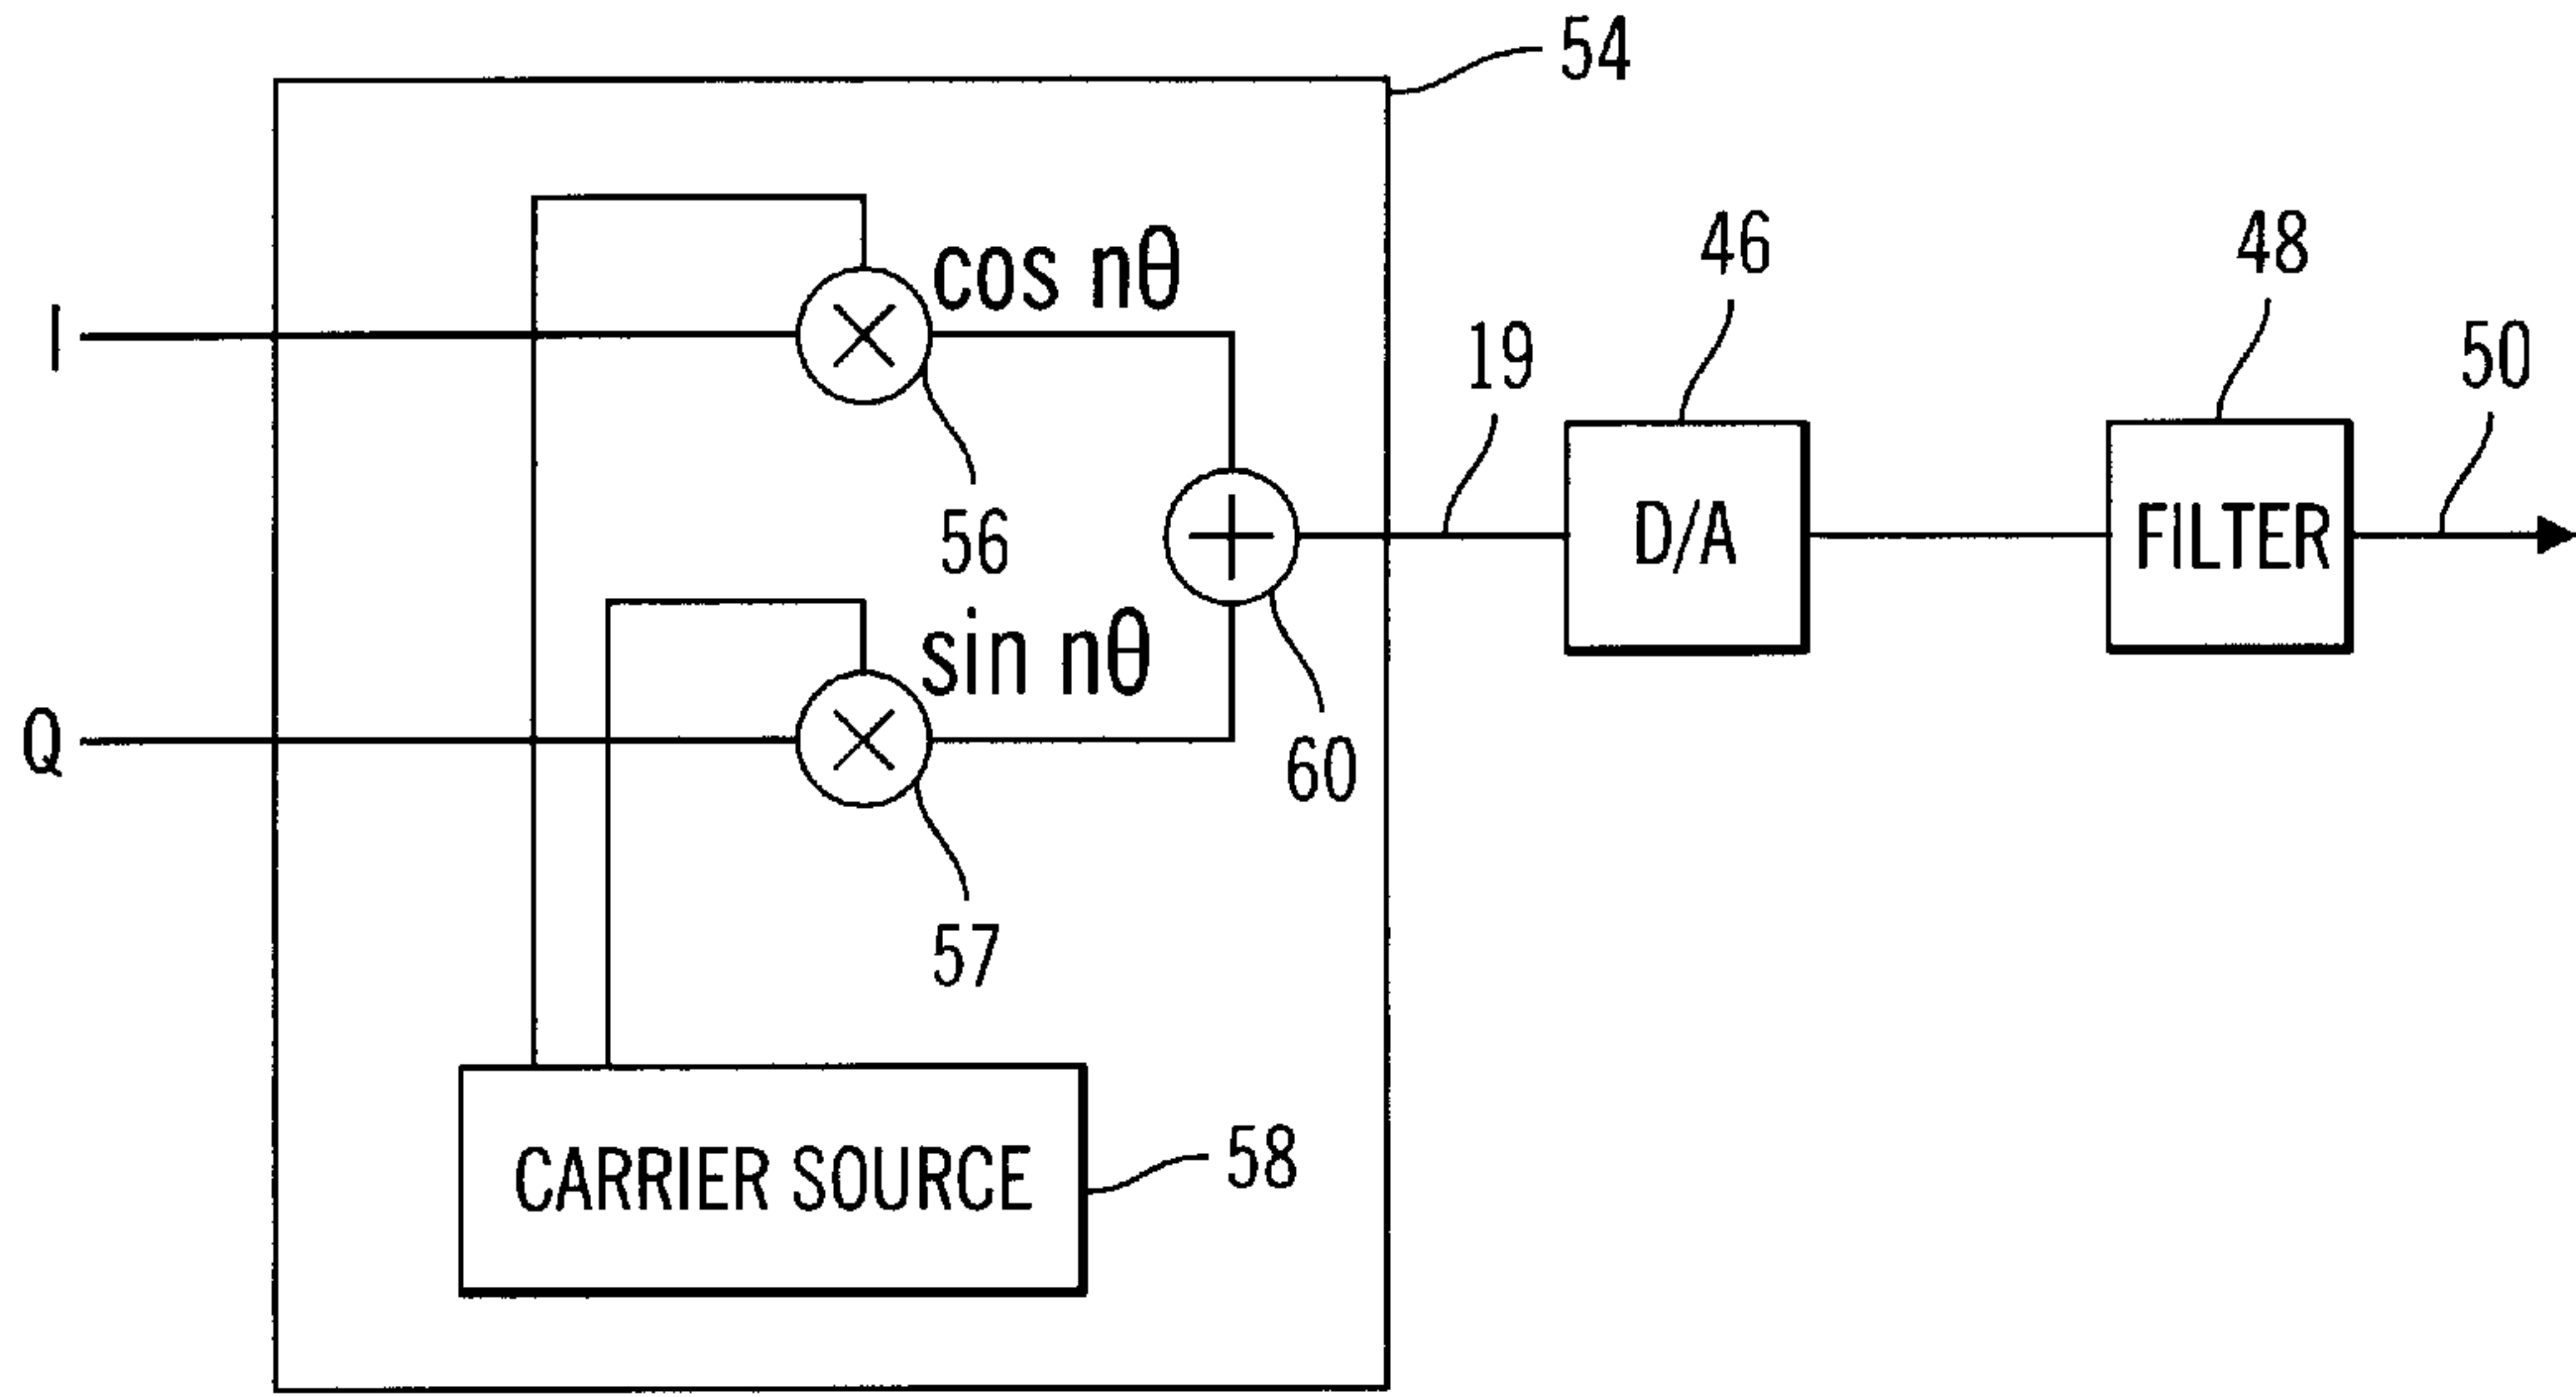 54
46
48
cos nθ
I
19
50
D/A
FILTER
56
sin nθ
Q
60
57
CARRIER SOURCE
58